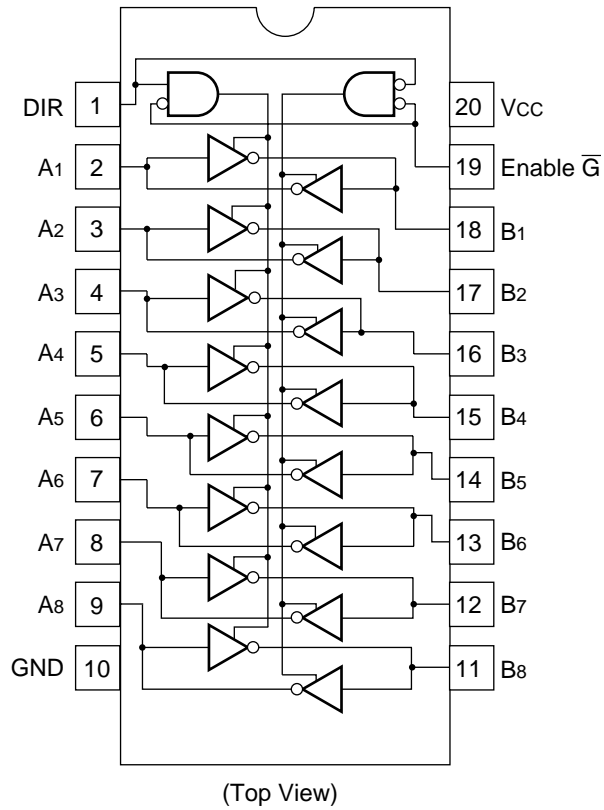 DIR 1
20 VCC
19 Enable G̅
A1 2
18 B1
A2 3
17 B2
A3 4
16 B3
A4 5
15 B4
A5 6
14 B5
A6 7
13 B6
A7 8
12 B7
A8 9
11 B8
GND 10
(Top View)